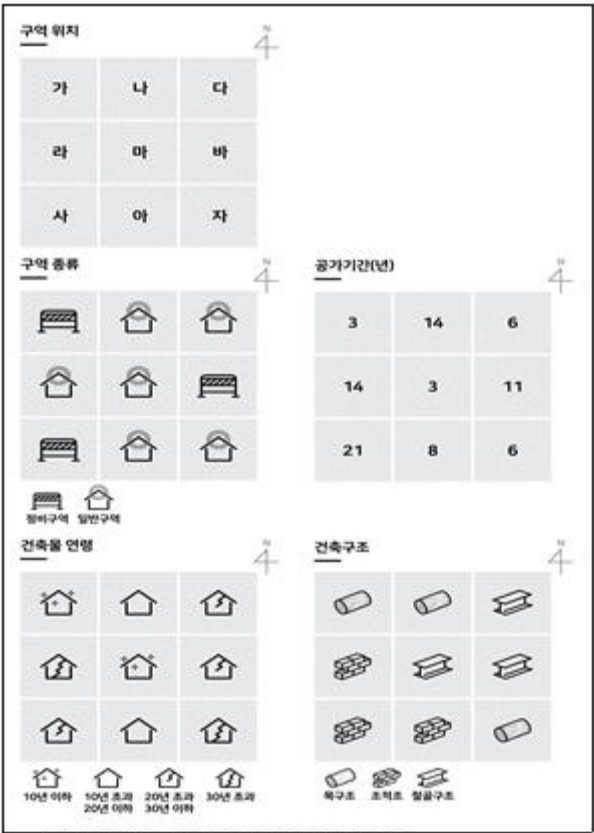 구역 위치
N
가 나 다
라 마 바
사 아 자
구역 종류
N
정비구역 일반구역
공가기간(년)
N
3 14 6
14 3 11
21 8 6
건축물 연령
N
10년 이하 10년 초과 20년 이하 20년 초과 30년 이하 30년 초과
건축구조
N
목구조 조적조 철골구조